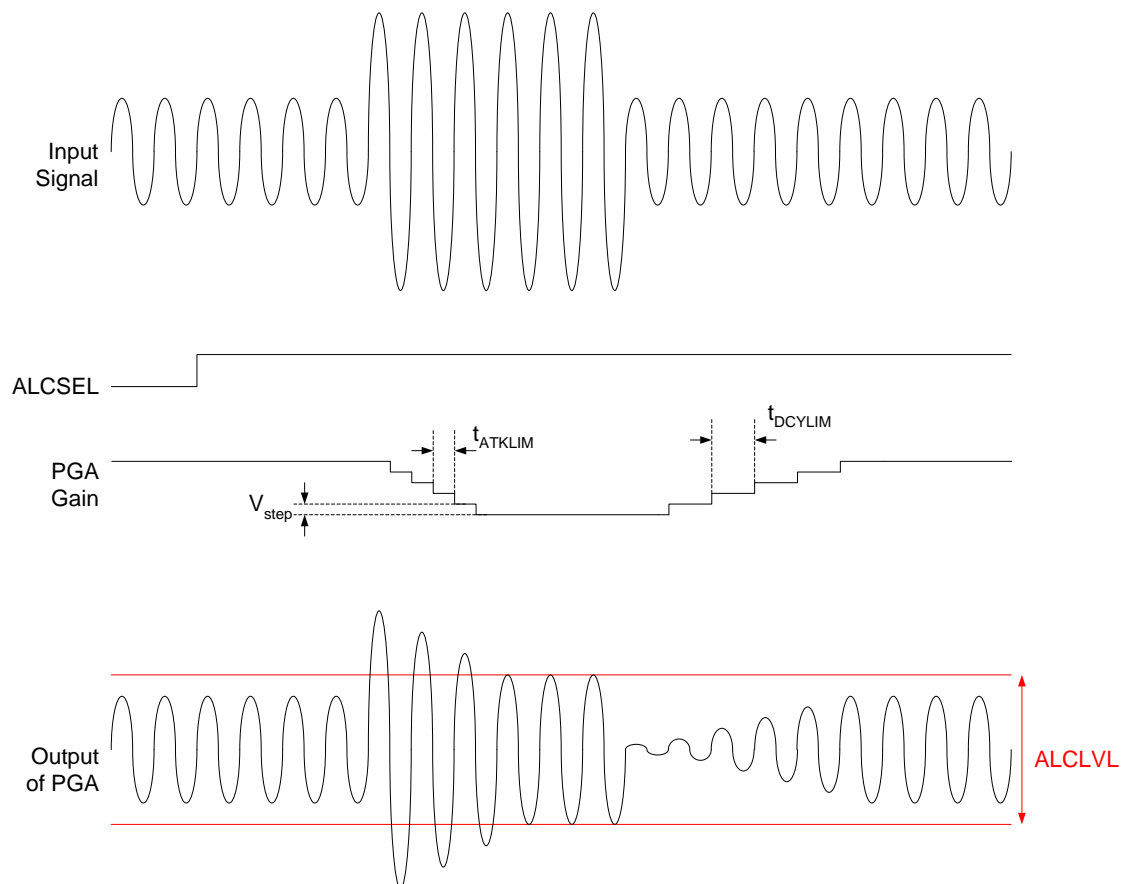 Input
Signal
ALCSEL
tATKLIM
tDCYLIM
PGA
Gain
Vstep
Output
of PGA
ALCLVL